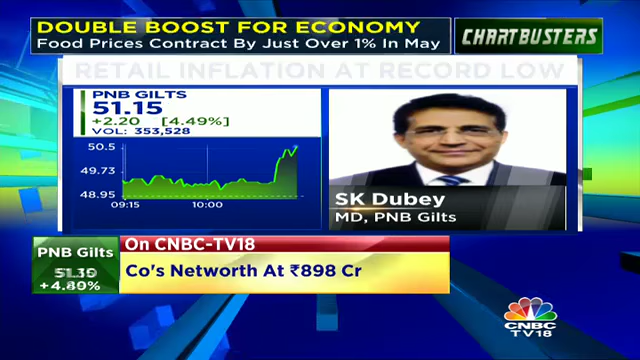 DOUBLE BOOST FOR ECONOMY
Food Prices Contract By Just Over 1% In May
CHARTBUSTERS
RETAIL INFLATION AT RECORD LOW
PNB GILTS
51.15
+2.20 [4.49%]
VOL: 353,528
50.5
49.73
48.95
09:15
10:00
SK Dubey
MD, PNB Gilts
PNB Gilts
+4.80%
On CNBC-TV18
Co's Networth At ₹898 Cr
CNBC
TV18